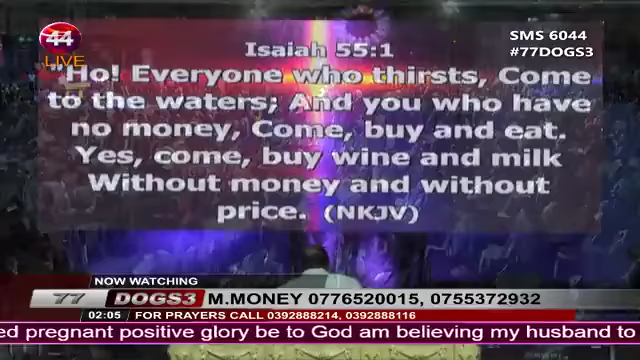 44
LIVE
SMS 6044
#77DOGS3
Isaiah 55:1
"Ho! Everyone who thirsts, Come
to the waters; And you who have
no money, Come, buy and eat.
Yes, come, buy wine and milk
Without money and without
price. (NKJV)
NOW WATCHING
77 DOGS3 M.MONEY 0776520015, 0755372932
02:05 FOR PRAYERS CALL 0392888214, 0392888116
ed pregnant positive glory be to God am believing my husband to